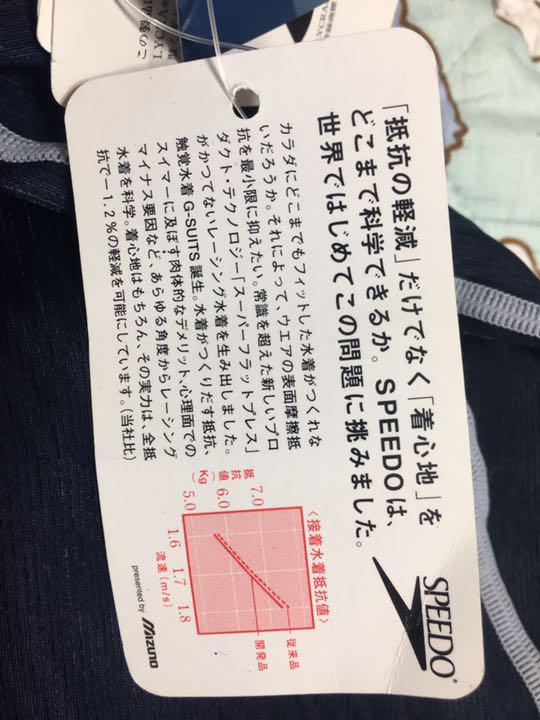 「抵抗の軽減」だけでなく「着心地」を
どこまで科学できるか。SPEEDOは、
世界ではじめてこの問題に挑みました。
カラダにどこまでもフィットした水着がつくれな
いだろうか。それによって、ウエアの表面摩擦抵
抗を最小限に抑えたい。常識を超えた新しいプロ
ダクト・テクノロジー「スーパーフラットプレス」
がかつてないレーシング水着を生み出しました。
触覚水着 G-SUITS 誕生。水着がつくりだす抵抗、
スイマーに及ぼす肉体的なデメリット、心理面での
マイナス要因など、あらゆる角度からレーシング
水着を科学。着心地はもちろん、その実力は、全抵
抗で−1.2%の軽減を可能にしています。(当社比)
SPEEDO®
〈接着水着抵抗値〉
抵抗値
Kg
7.0
6.0
5.0
1.6 1.7 1.8
流速(m/s)
従来品
開発品
presented by MIZUNO
LY